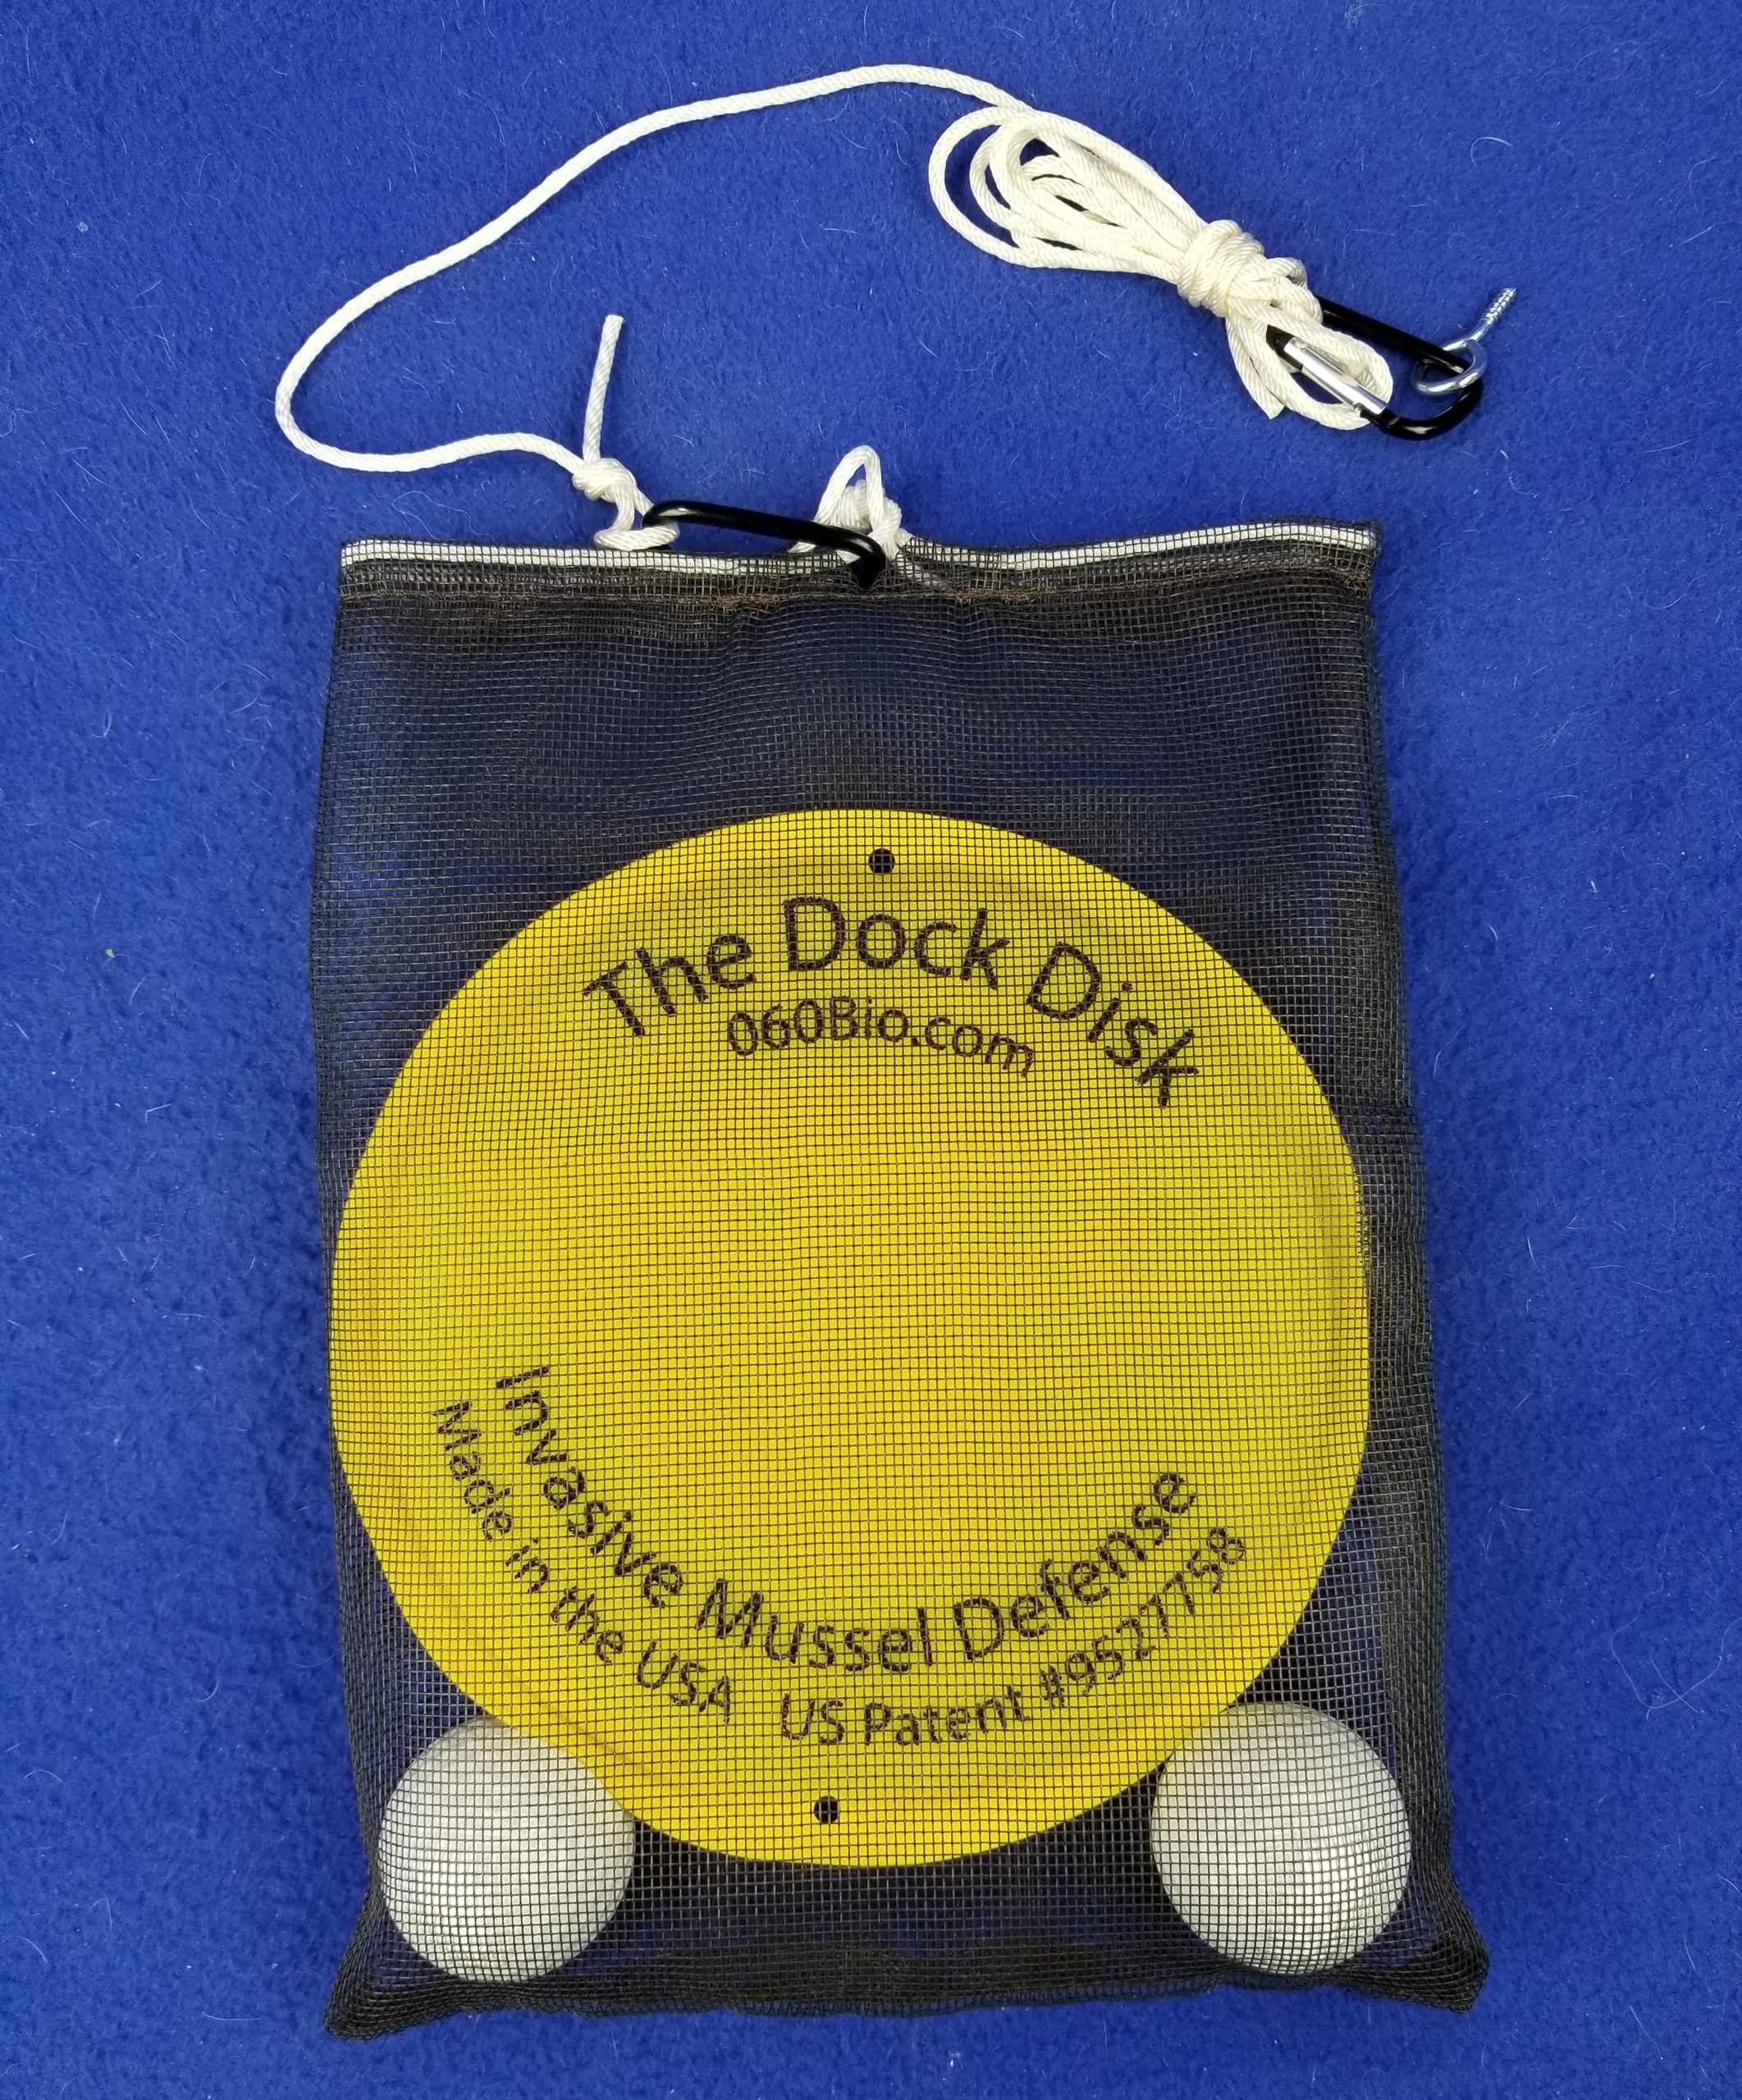 The Dock Disk
060Bio.com
Invasive Mussel Defense
Made in the USA US Patent #9527758